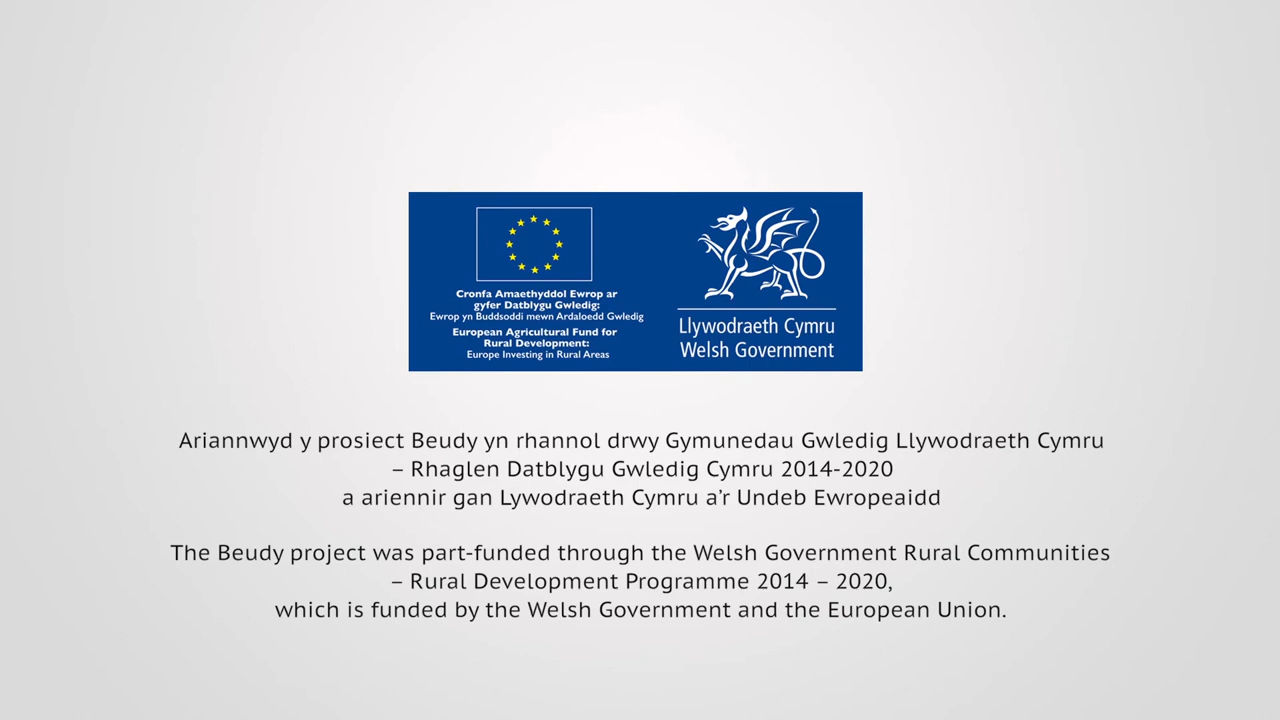 Cronfa Amaethyddol Ewrop ar
gyfer Datblygu Gwledig:
Ewrop yn Buddsoddi mewn Ardaloedd Gwledig
European Agricultural Fund for
Rural Development:
Europe Investing in Rural Areas
Llywodraeth Cymru
Welsh Government
Ariannwyd y prosiect Beudy yn rhannol drwy Gymunedau Gwledig Llywodraeth Cymru
– Rhaglen Datblygu Gwledig Cymru 2014-2020
a ariennir gan Lywodraeth Cymru a’r Undeb Ewropeaidd
The Beudy project was part-funded through the Welsh Government Rural Communities
– Rural Development Programme 2014 – 2020,
which is funded by the Welsh Government and the European Union.